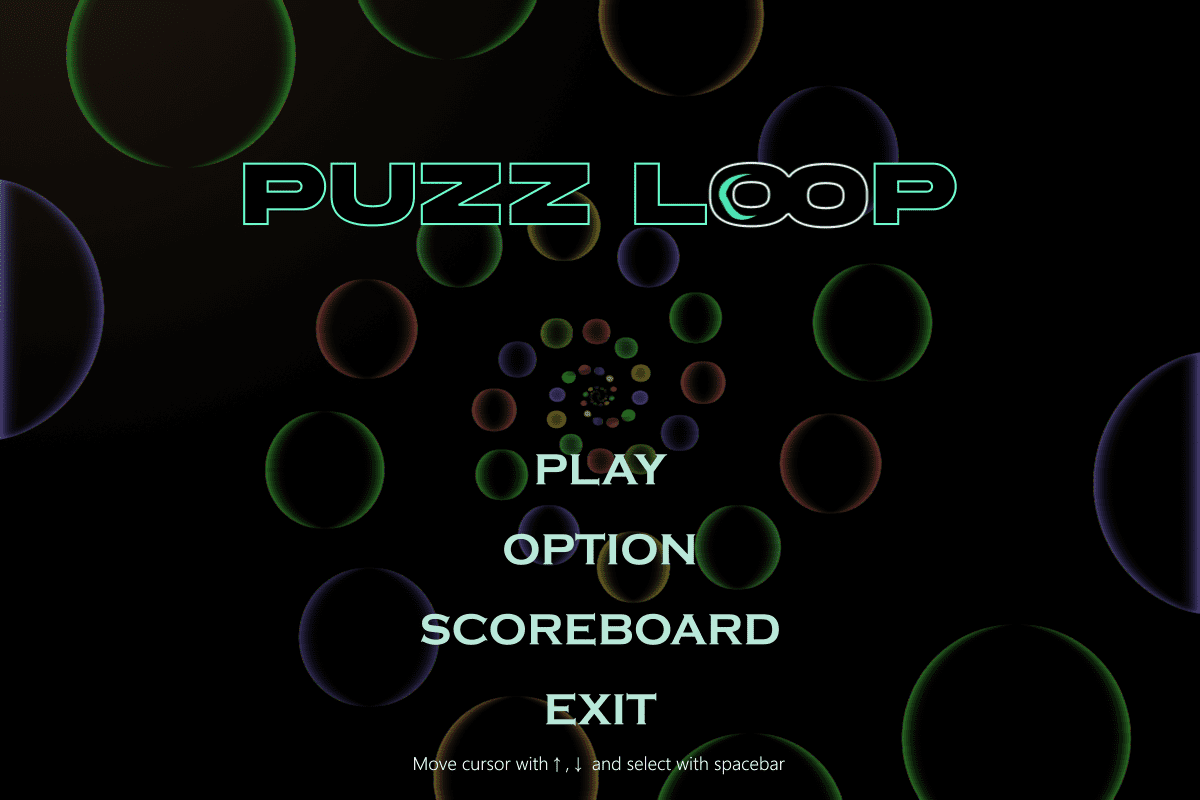 PUZZ LOOP
PLAY
OPTION
SCOREBOARD
EXIT
Move cursor with ↑ , ↓ and select with spacebar